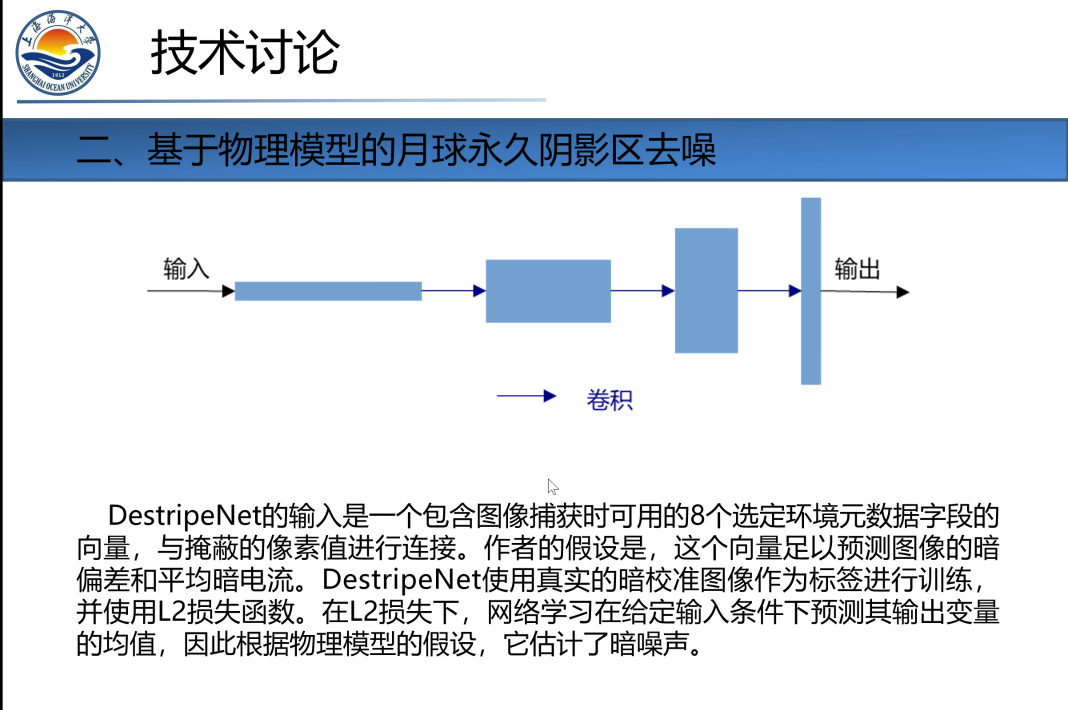 上海海洋大学
SHANGHAI OCEAN UNIVERSITY
1912
技术讨论
二、基于物理模型的月球永久阴影区去噪
输入
输出
卷积
DestripeNet的输入是一个包含图像捕获时可用的8个选定环境元数据字段的
向量，与掩蔽的像素值进行连接。作者的假设是，这个向量足以预测图像的暗
偏差和平均暗电流。DestripeNet使用真实的暗校准图像作为标签进行训练，
并使用L2损失函数。在L2损失下，网络学习在给定输入条件下预测其输出变量
的均值，因此根据物理模型的假设，它估计了暗噪声。